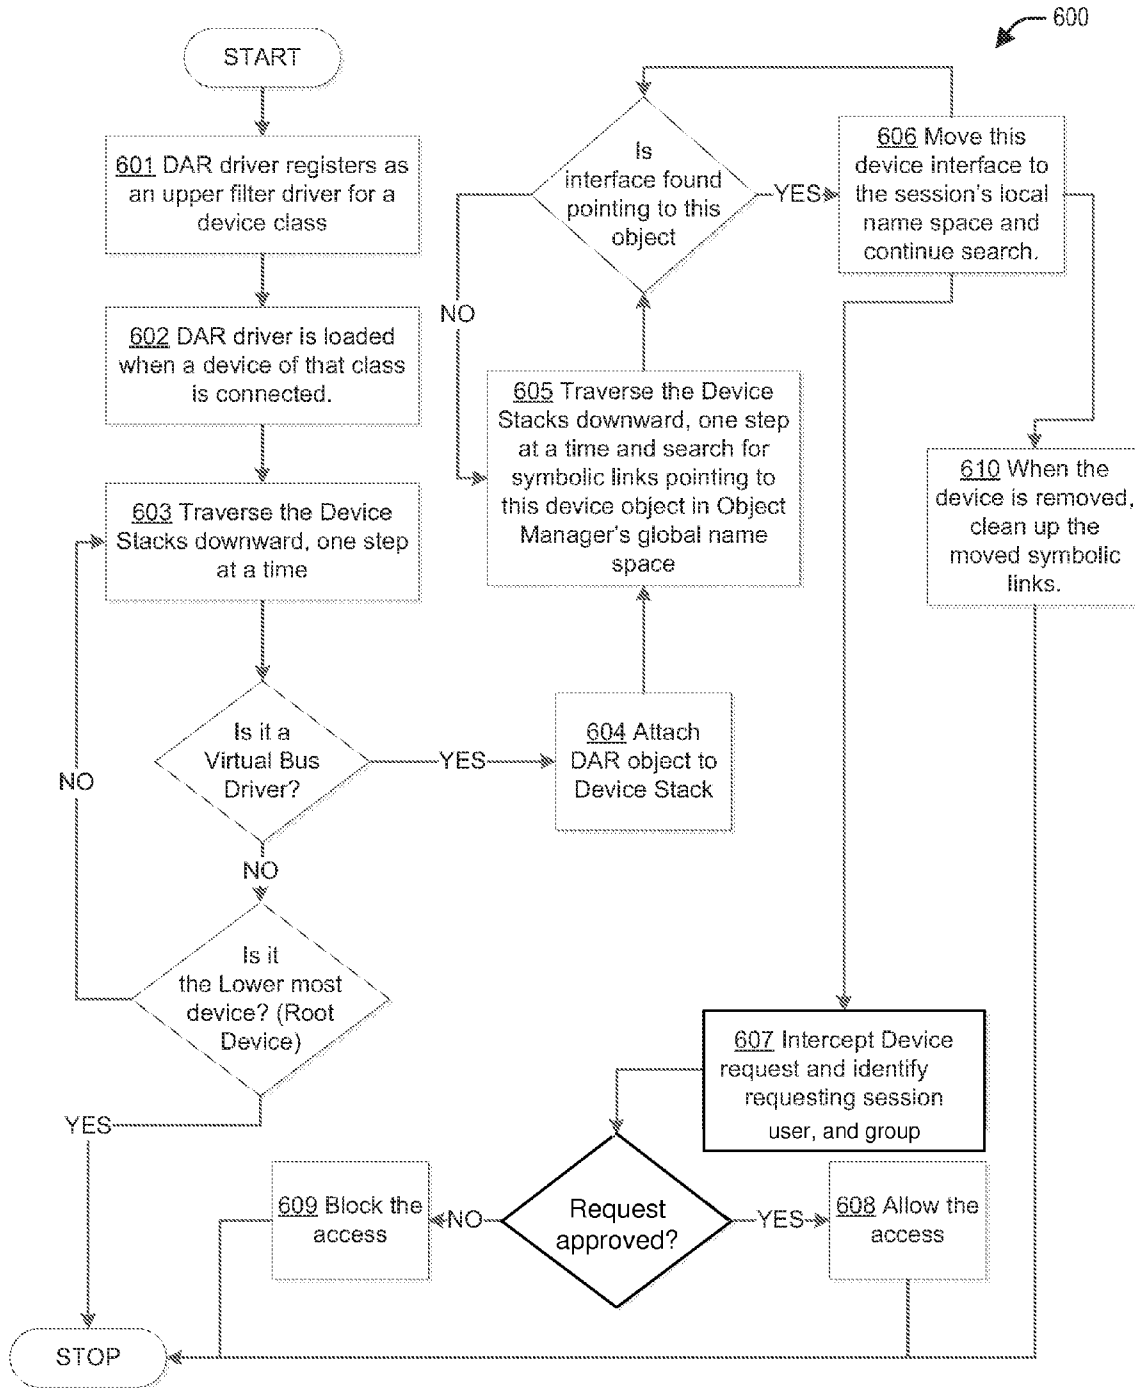 600
START
601 DAR driver registers as
an upper filter driver for a
device class
602 DAR driver is loaded
when a device of that class
is connected.
603 Traverse the Device
Stacks downward, one step
at a time
Is it a
Virtual Bus
Driver?
YES
NO
NO
Is it
the Lower most
device? (Root
Device)
YES
604 Attach
DAR object to
Device Stack
605 Traverse the Device
Stacks downward, one step
at a time and search for
symbolic links pointing to
this device object in Object
Manager's global name
space
Is
interface found
pointing to this
object
NO
YES
606 Move this
device interface to
the session's local
name space and
continue search.
610 When the
device is removed,
clean up the
moved symbolic
links.
607 Intercept Device
request and identify
requesting session
user, and group
Request
approved?
NO
YES
609 Block the
access
608 Allow the
access
STOP